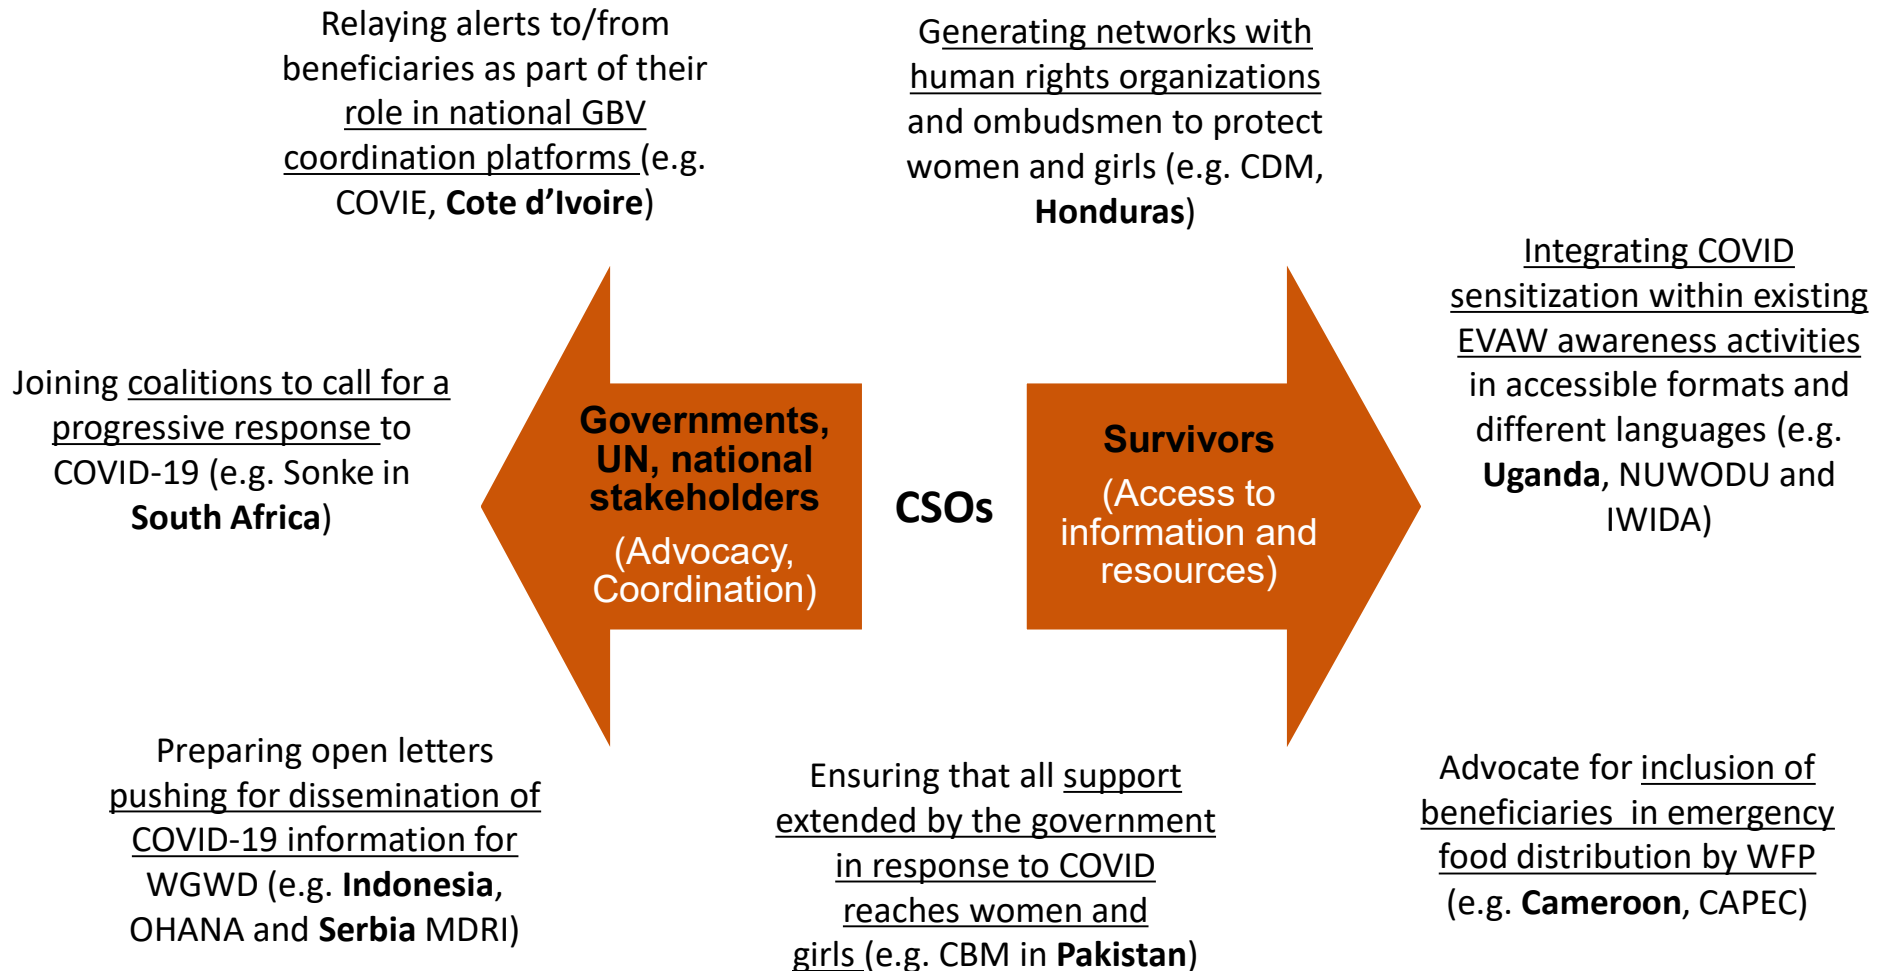 Relaying alerts to/from
beneficiaries as part of their
role in national GBV
coordination platforms (e.g.
COVIE, Cote d’Ivoire)
Generating networks with
human rights organizations
and ombudsmen to protect
women and girls (e.g. CDM,
Honduras)
Integrating COVID
sensitization within existing
EVAW awareness activities
in accessible formats and
different languages (e.g.
Uganda, NUWODU and
IWIDA)
Joining coalitions to call for a
progressive response to
COVID-19 (e.g. Sonke in
South Africa)
Governments,
UN, national
stakeholders
(Advocacy,
Coordination)
CSOs
Survivors
(Access to
information and
resources)
Preparing open letters
pushing for dissemination of
COVID-19 information for
WGWD (e.g. Indonesia,
OHANA and Serbia MDRI)
Ensuring that all support
extended by the government
in response to COVID
reaches women and
girls (e.g. CBM in Pakistan)
Advocate for inclusion of
beneficiaries  in emergency
food distribution by WFP
(e.g. Cameroon, CAPEC)